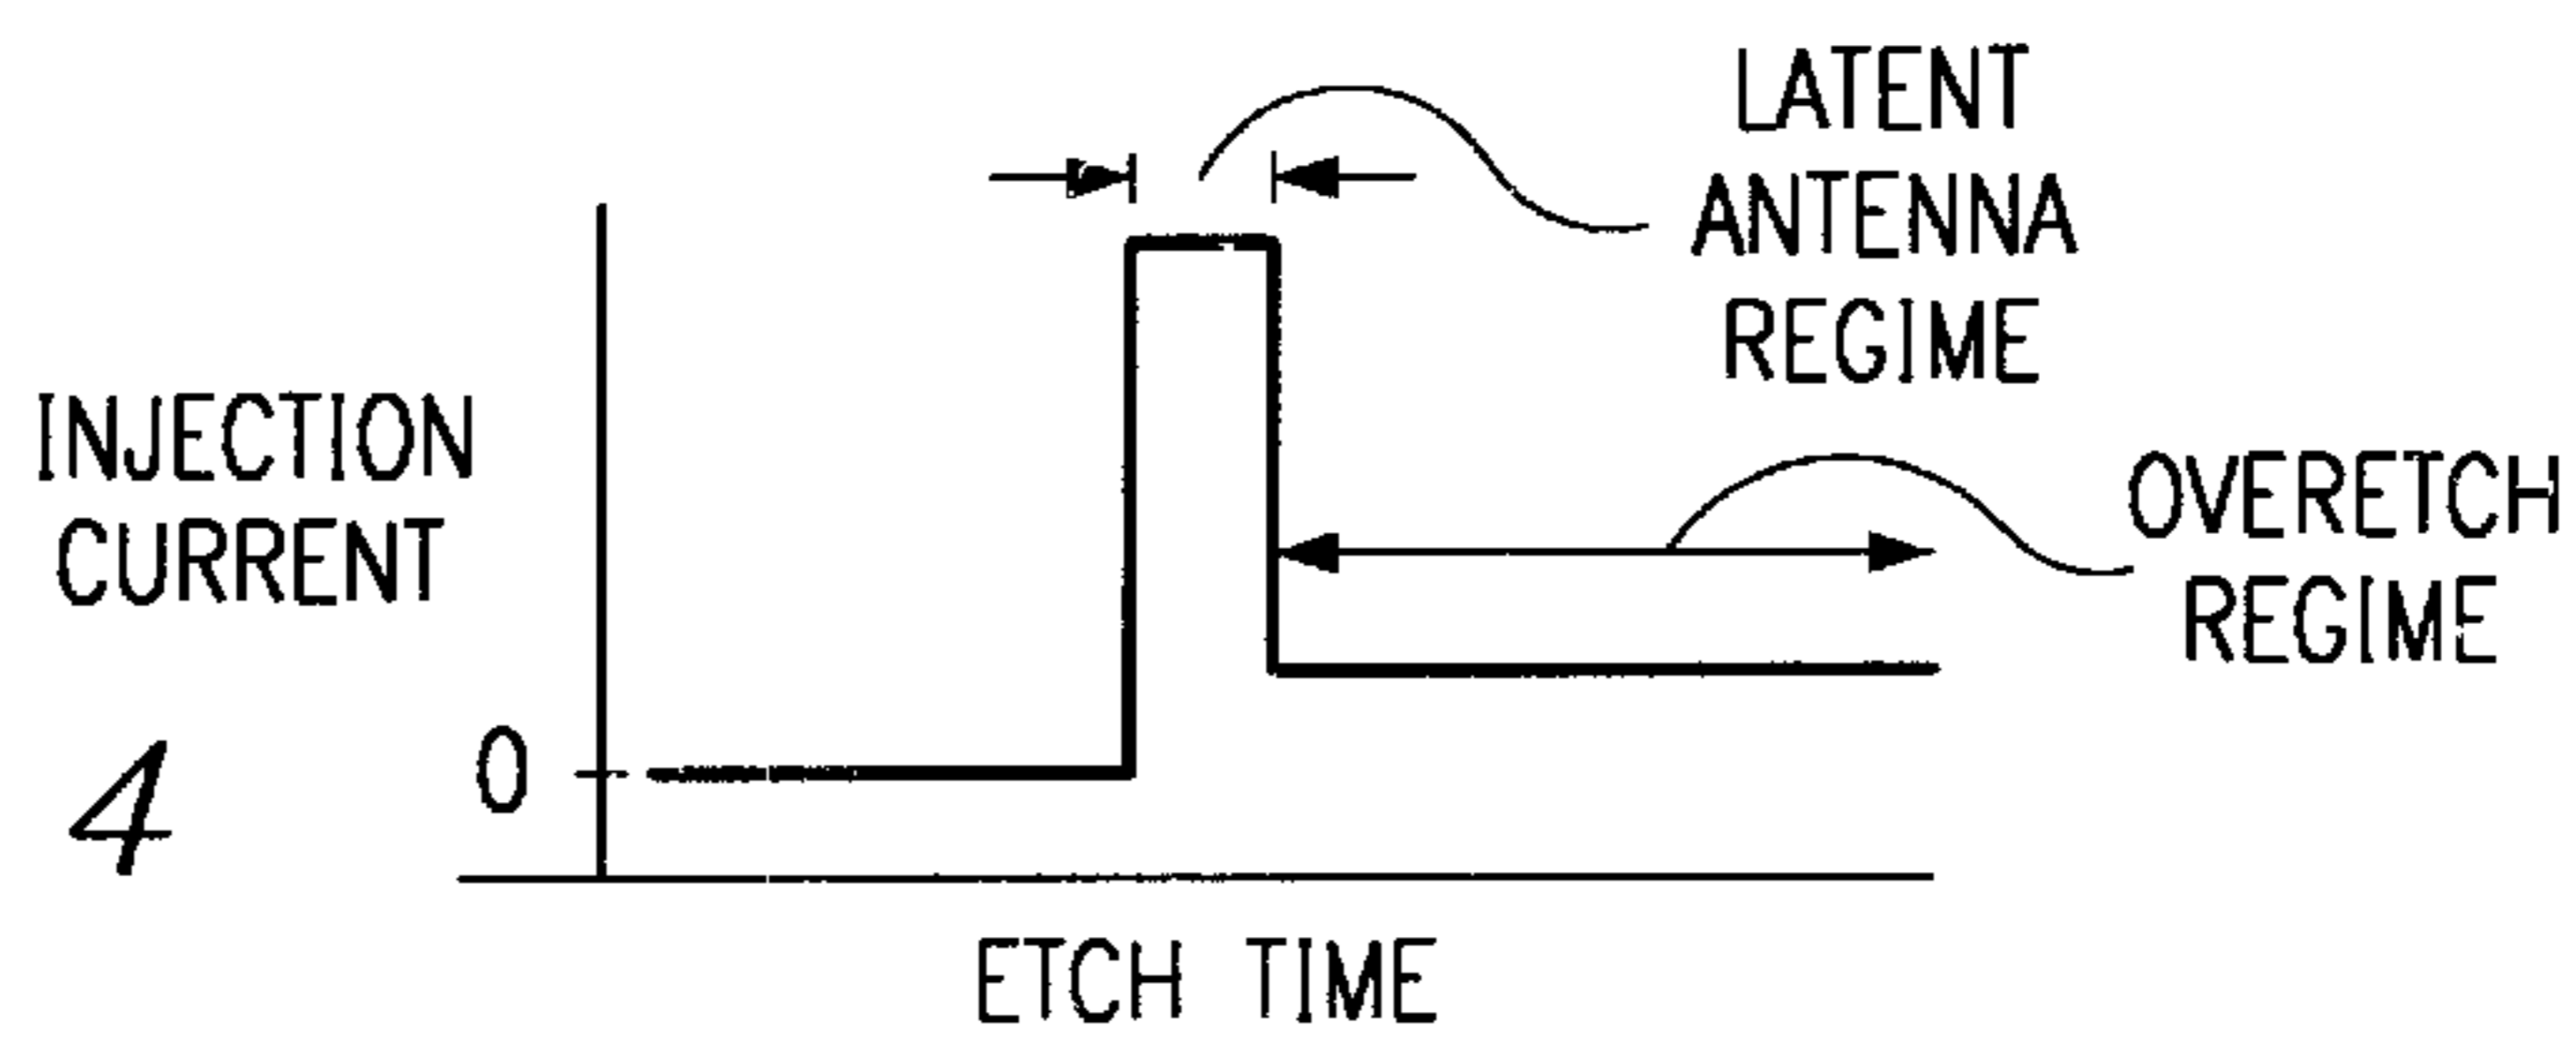 LATENT
ANTENNA
REGIME
INJECTION
CURRENT
OVERETCH
REGIME
0
4
ETCH TIME